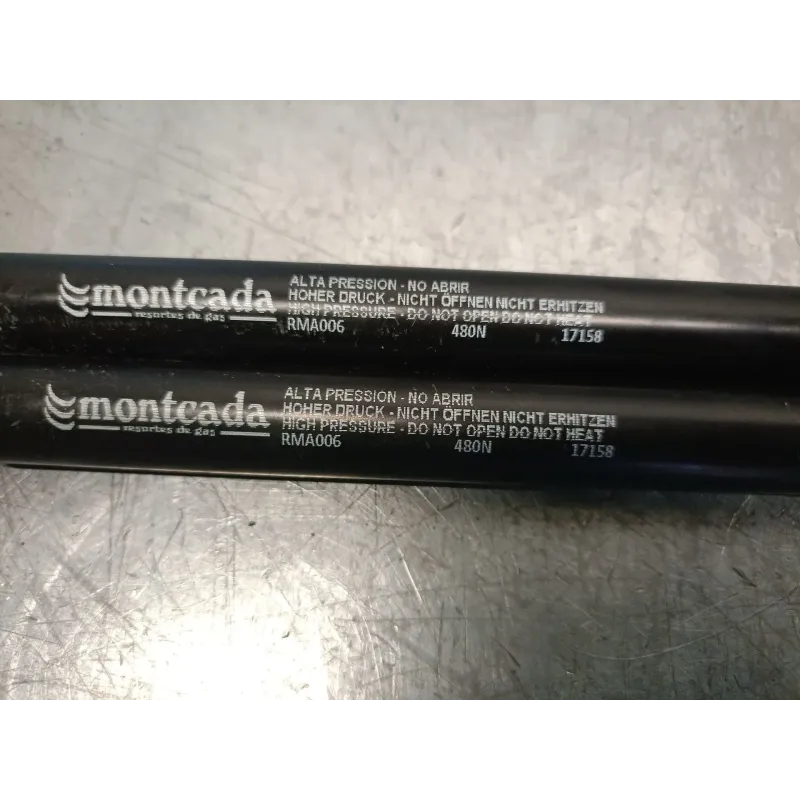 montcada
resortes de gas
ALTA PRESSION - NO ABRIR
HOHER DRUCK - NICHT ÖFFNEN NICHT ERHITZEN
HIGH PRESSURE - DO NOT OPEN DO NOT HEAT
RMA006 480N 17158
montcada
resortes de gas
ALTA PRESSION - NO ABRIR
HOHER DRUCK - NICHT ÖFFNEN NICHT ERHITZEN
HIGH PRESSURE - DO NOT OPEN DO NOT HEAT
RMA006 480N 17158